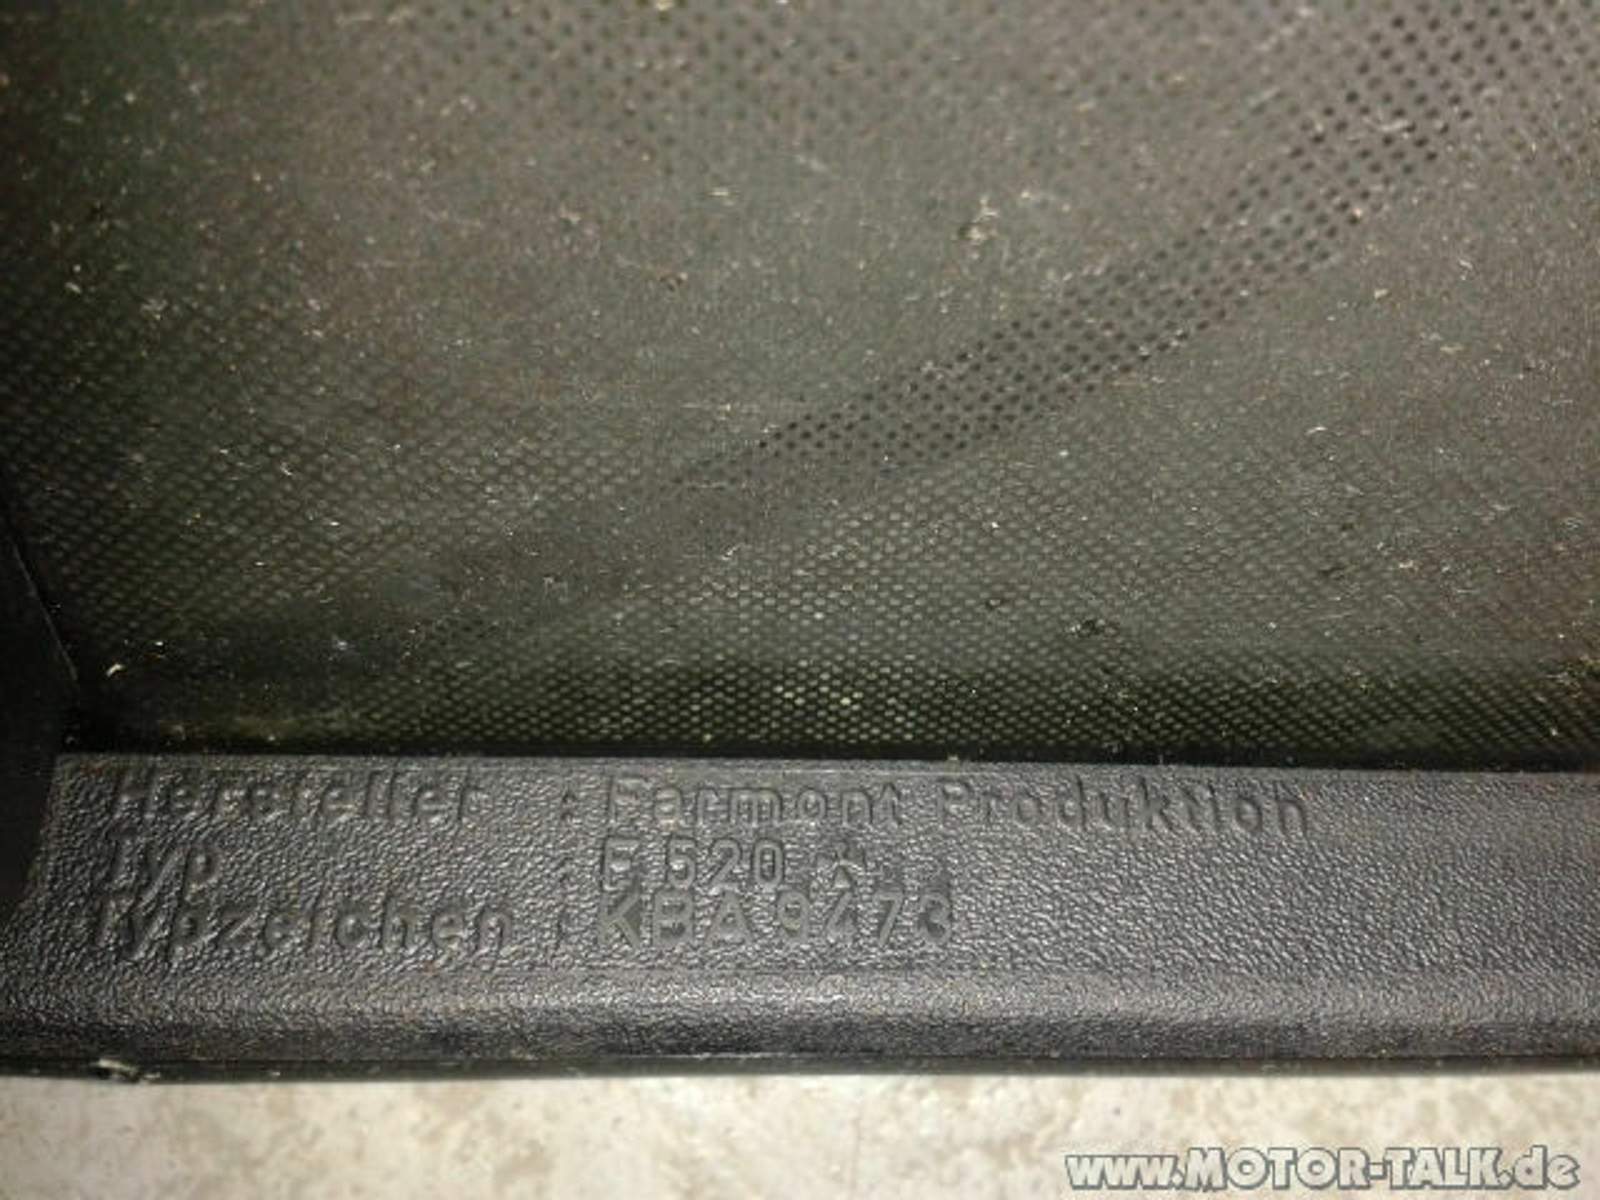 Hersteller : Farmont Produktion
Typ : F 520
Typzeichen : KBA 9473
www.MOTOR-TALK.de